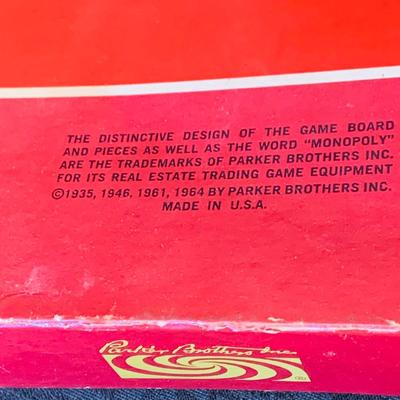 THE DISTINCTIVE DESIGN OF THE GAME BOARD
AND PIECES AS WELL AS THE WORD "MONOPOLY"
ARE THE TRADEMARKS OF PARKER BROTHERS INC.
FOR ITS REAL ESTATE TRADING GAME EQUIPMENT
©1935, 1946, 1961, 1964 BY PARKER BROTHERS INC.
MADE IN U.S.A.
Parker Brothers Inc.
®